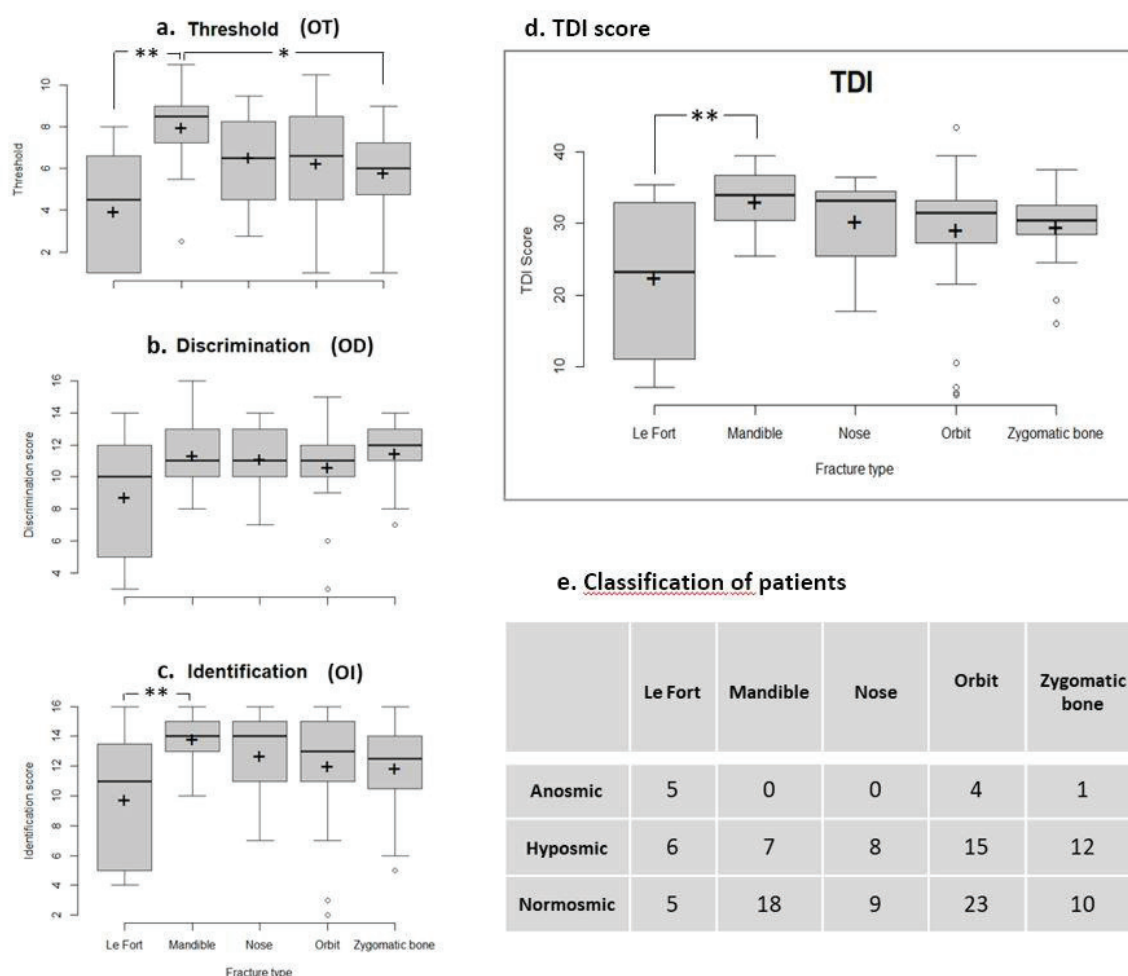 a. Threshold (OT)
** *
Threshold
10
8
6
4
2
b. Discrimination (OD)
Discrimination score
16
14
12
10
8
6
4
c. Identification (OI)
**
Identification score
16
14
12
10
8
6
4
2
Le Fort Mandible Nose Orbit Zygomatic bone
Fracture type
d. TDI score
TDI
**
TDI Score
40
30
20
10
Le Fort Mandible Nose Orbit Zygomatic bone
Fracture type
e. Classification of patients
Le Fort Mandible Nose Orbit Zygomatic bone
Anosmic 5 0 0 4 1
Hyposmic 6 7 8 15 12
Normosmic 5 18 9 23 10